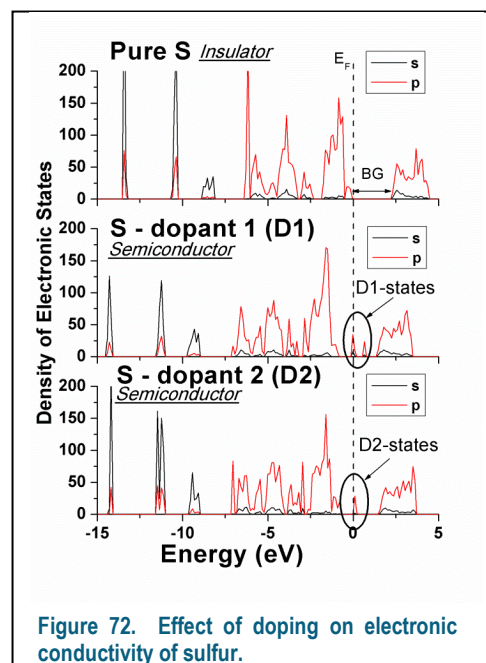 Pure S Insulator
E_F
s
p
200
150
100
50
0
BG
S - dopant 1 (D1)
Semiconductor
s
p
200
150
100
50
0
D1-states
S - dopant 2 (D2)
Semiconductor
s
p
200
150
100
50
0
D2-states
Density of Electronic States
-15 -10 -5 0 5
Energy (eV)
Figure 72. Effect of doping on electronic
conductivity of sulfur.